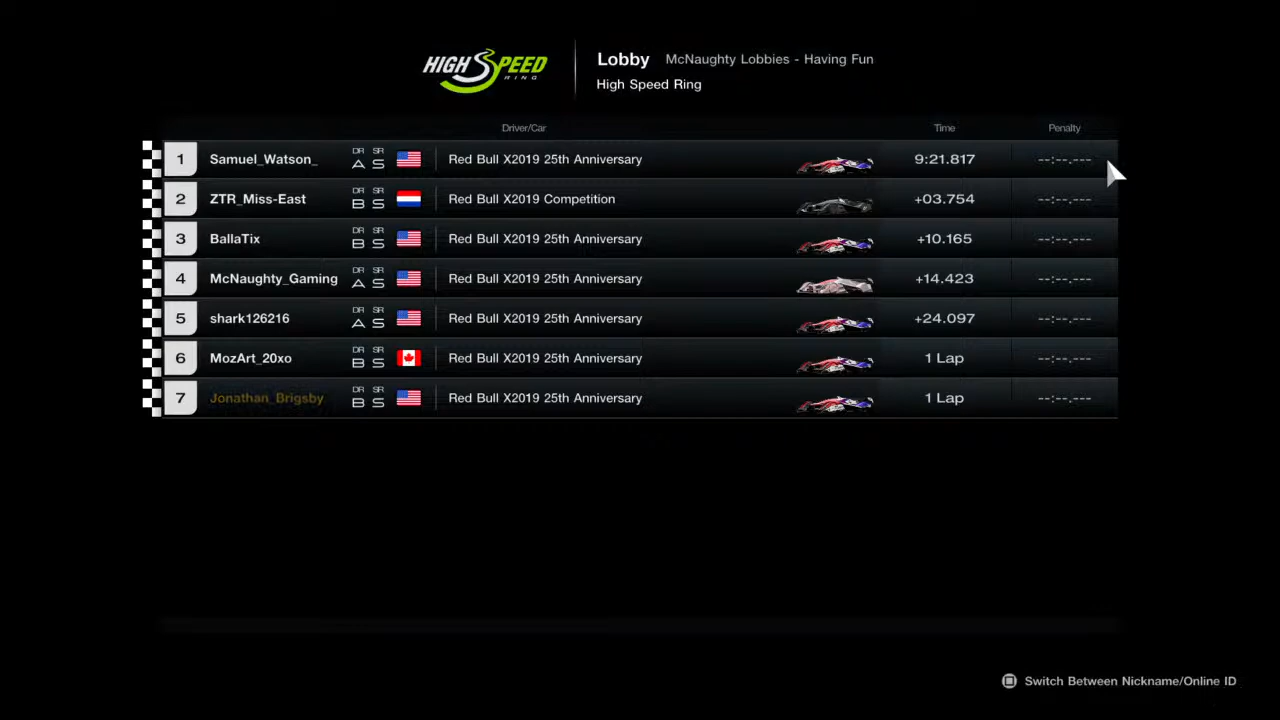 HIGH SPEED RING
Lobby McNaughty Lobbies - Having Fun
High Speed Ring
Driver/Car Time Penalty
1 Samuel_Watson_ DR A SR S Red Bull X2019 25th Anniversary 9:21.817 --:--.---
2 ZTR_Miss-East DR B SR S Red Bull X2019 Competition +03.754 --:--.---
3 BallaTix DR B SR S Red Bull X2019 25th Anniversary +10.165 --:--.---
4 McNaughty_Gaming DR A SR S Red Bull X2019 25th Anniversary +14.423 --:--.---
5 shark126216 DR A SR S Red Bull X2019 25th Anniversary +24.097 --:--.---
6 MozArt_20xo DR B SR S Red Bull X2019 25th Anniversary 1 Lap --:--.---
7 Jonathan_Brigsby DR B SR S Red Bull X2019 25th Anniversary 1 Lap --:--.---
Switch Between Nickname/Online ID